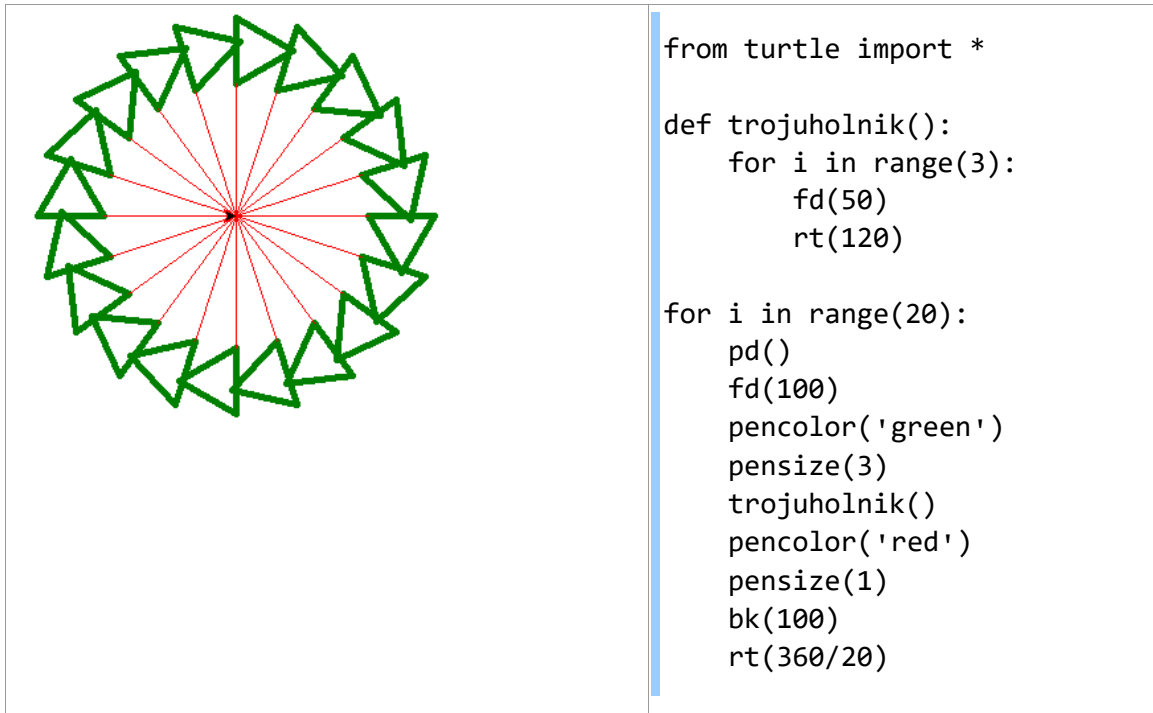 from turtle import *
def trojuholnik():
    for i in range(3):
        fd(50)
        rt(120)
for i in range(20):
    pd()
    fd(100)
    pencolor('green')
    pensize(3)
    trojuholnik()
    pencolor('red')
    pensize(1)
    bk(100)
    rt(360/20)